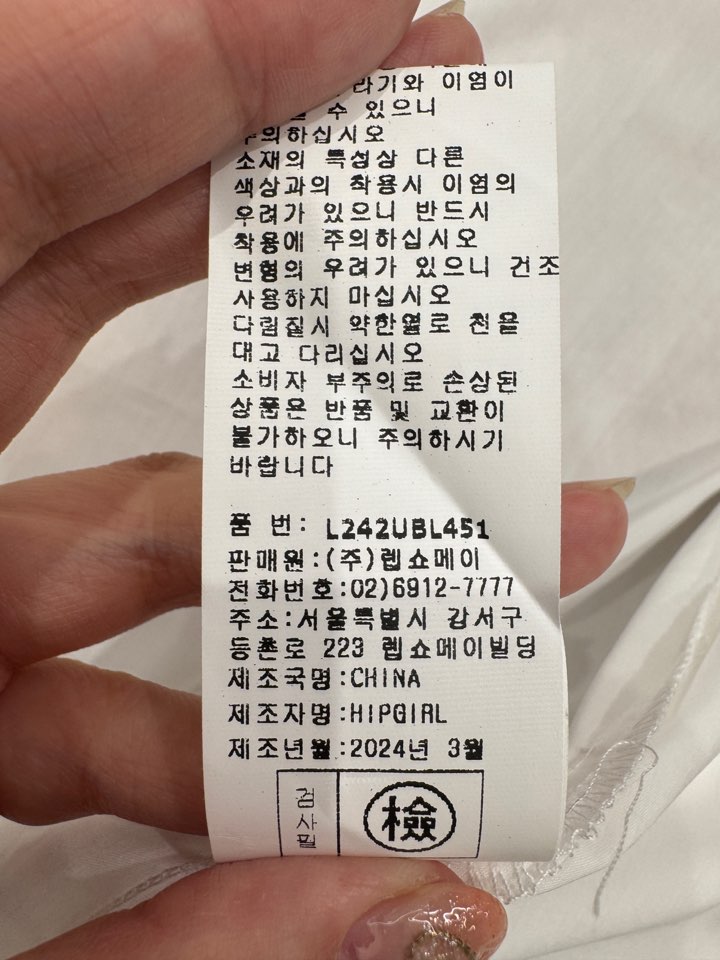 라기와 이염이
수 있으니
주의하십시오
소재의 특성상 다른
색상과의 착용시 이염의
우려가 있으니 반드시
착용에 주의하십시오
변형의 우려가 있으니 건조
사용하지 마십시오
다림질시 약한열로 천을
대고 다리십시오
소비자 부주의로 손상된
상품은 반품 및 교환이
불가하오니 주의하시기
바랍니다
품 번: L242UBL451
판매원:(주)렙쇼메이
전화번호:02)6912-7777
주소:서울특별시 강서구
등촌로 223 렙쇼메이빌딩
제조국명:CHINA
제조자명:HIPGIRL
제조년월:2024년 3월
검사필
檢